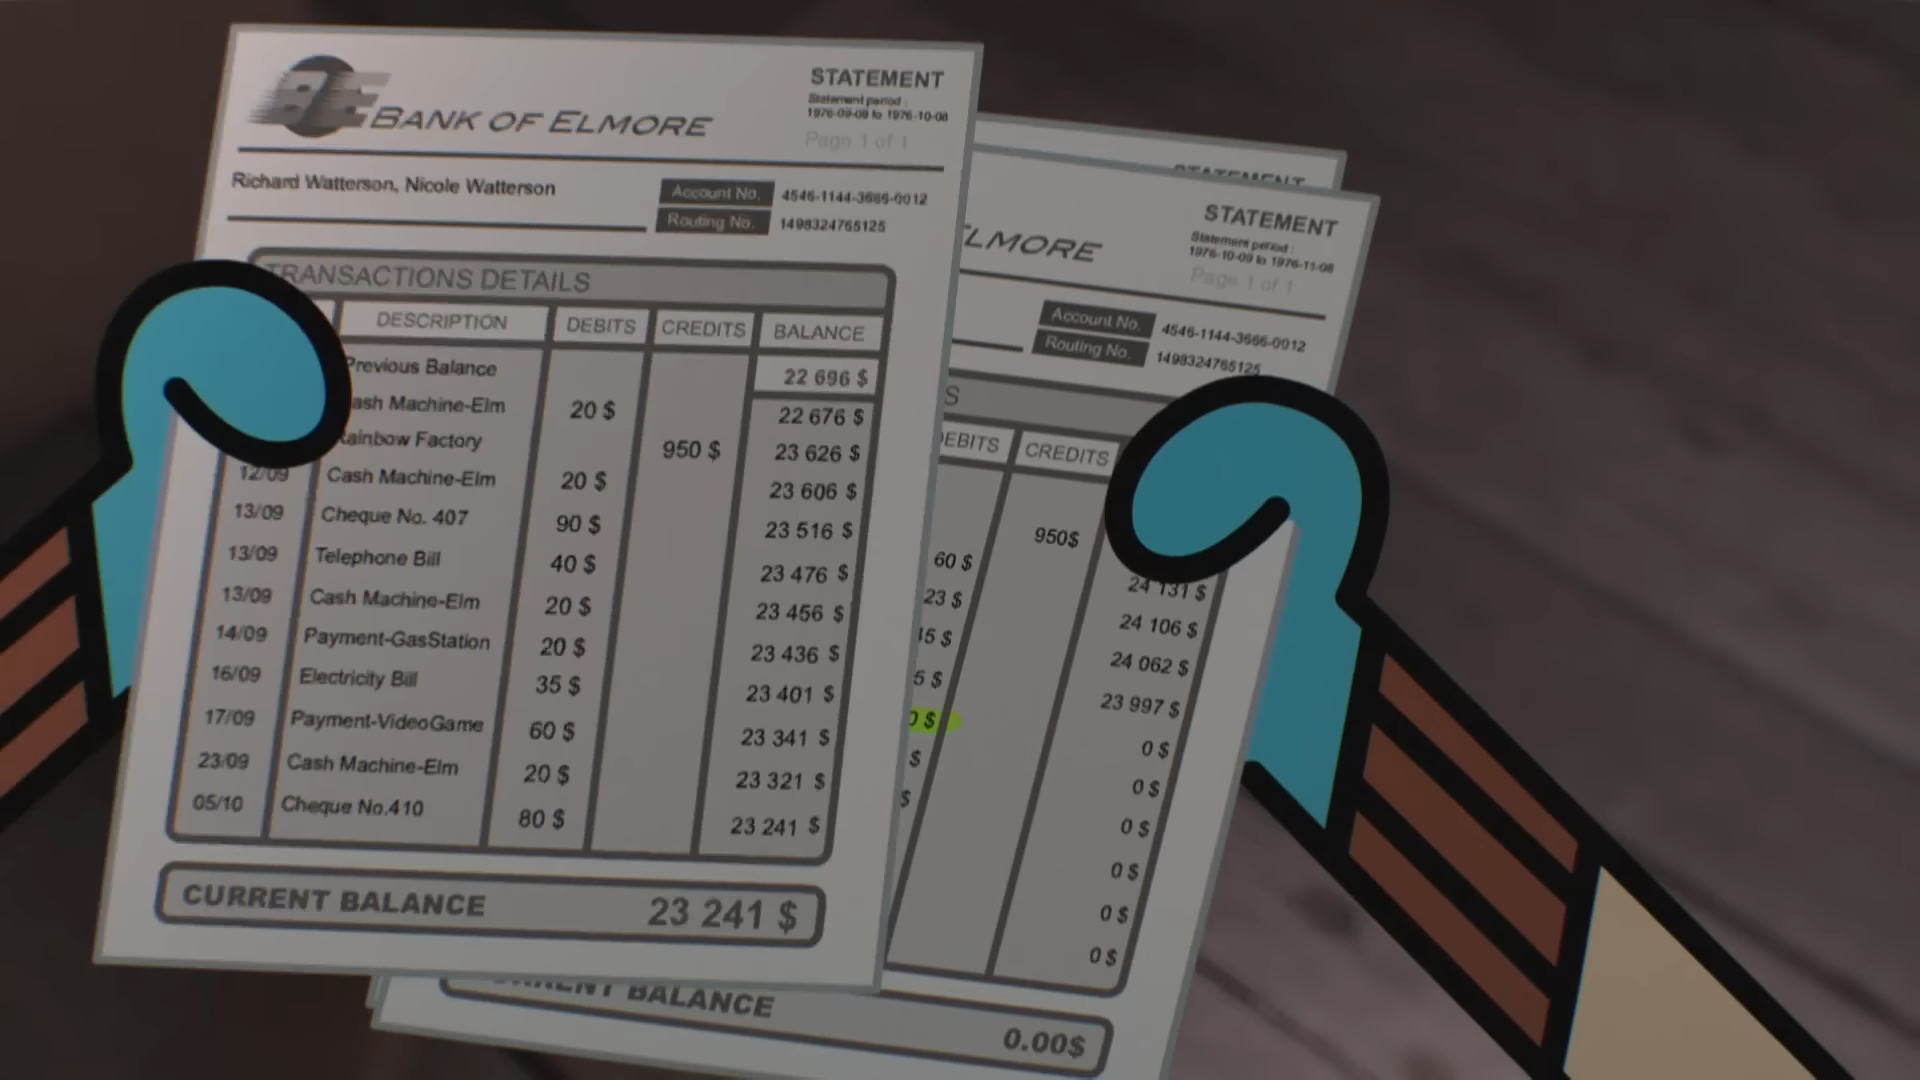 BE BANK OF ELMORE
STATEMENT
Statement period :
1976-09-09 to 1976-10-08
Page 1 of 1
Richard Watterson, Nicole Watterson
Account No. 4546-1144-3666-0012
Routing No. 1498324765125
TRANSACTIONS DETAILS
DESCRIPTION DEBITS CREDITS BALANCE
Previous Balance 22 696 $
ash Machine-Elm 20 $ 22 676 $
Rainbow Factory 950 $ 23 626 $
12/09 Cash Machine-Elm 20 $ 23 606 $
13/09 Cheque No. 407 90 $ 23 516 $
13/09 Telephone Bill 40 $ 23 476 $
13/09 Cash Machine-Elm 20 $ 23 456 $
14/09 Payment-GasStation 20 $ 23 436 $
16/09 Electricity Bill 35 $ 23 401 $
17/09 Payment-VideoGame 60 $ 23 341 $
23/09 Cash Machine-Elm 20 $ 23 321 $
05/10 Cheque No.410 80 $ 23 241 $
CURRENT BALANCE 23 241 $
STATEMENT
ELMORE
STATEMENT
Statement period :
1976-10-09 to 1976-11-08
Page 1 of 1
Account No. 4546-1144-3666-0012
Routing No. 1498324765125
S
DEBITS CREDITS
950$
60 $ 24 131 $
23 $ 24 106 $
45 $ 24 062 $
5 $ 23 997 $
0 $ 0 $
$ 0 $
$ 0 $
0 $
0 $
0 $
CURRENT BALANCE 0.00$